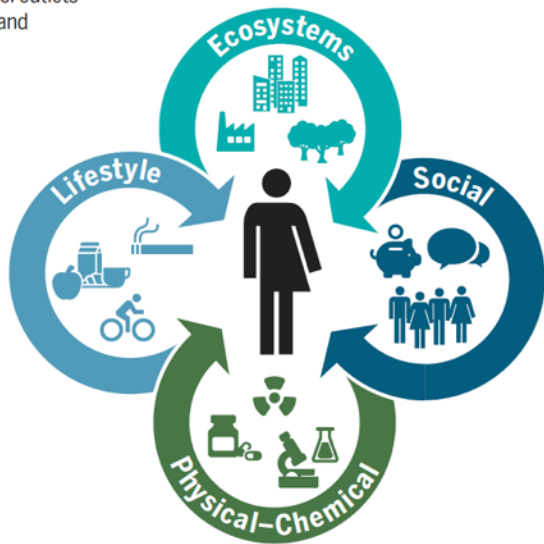 and
Ecosystems
Lifestyle
Social
Physical–Chemical